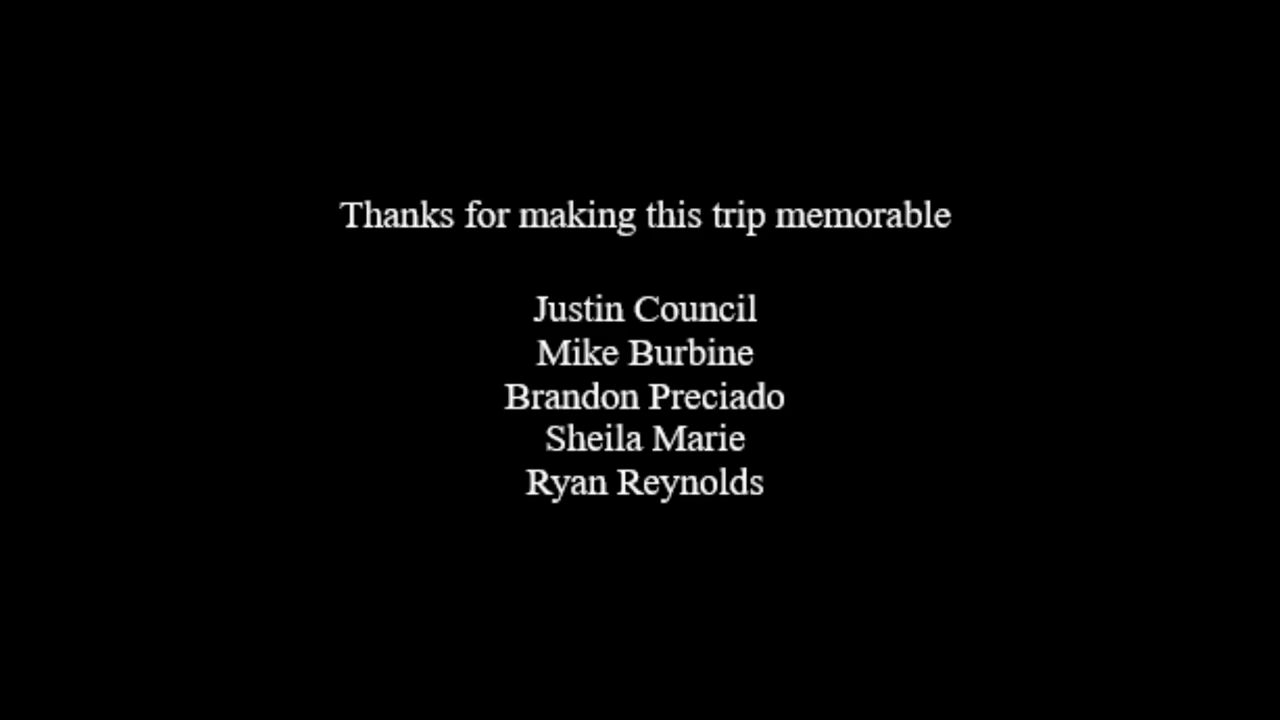 Thanks for making this trip memorable
Justin Council
Mike Burbine
Brandon Preciado
Sheila Marie
Ryan Reynolds